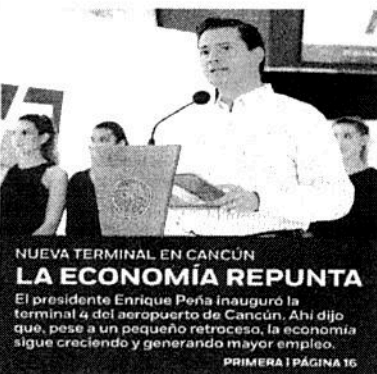 NUEVA TERMINAL EN CANCÚN
LA ECONOMÍA REPUNTA
El presidente Enrique Peña inauguró la
terminal 4 del aeropuerto de Cancún. Ahí dijo
que, pese a un pequeño retroceso, la economía
sigue creciendo y generando mayor empleo.
PRIMERA | PÁGINA 16